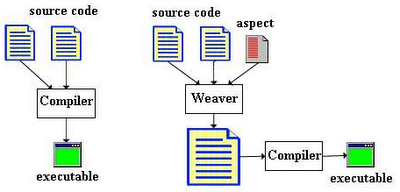 source code
Compiler
executable
source code
aspect
Weaver
Compiler
executable